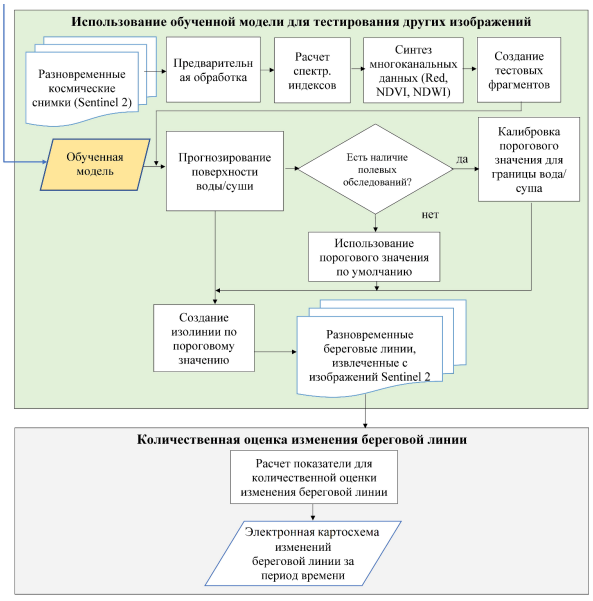 Использование обученной модели для тестирования других изображений
Разновременные
космические
снимки (Sentinel 2)
Предваритель
ная обработка
Расчет
спектр.
индексов
Синтез
многоканальных
данных (Red,
NDVI, NDWI)
Создание
тестовых
фрагментов
Обученная
модель
Прогнозирование
поверхности
воды/суши
Есть наличие
полевых
обследований?
да
Калибровка
порогового
значения для
границы вода/
суша
нет
Использование
порогового значения
по умолчанию
Создание
изолинии по
пороговому
значению
Разновременные
береговые линии,
извлеченные с
изображений Sentinel 2
Количественная оценка изменения береговой линии
Расчет показатели для
количественной оценки
изменения береговой линии
Электронная картосхема
изменений
береговой линии за
период времени